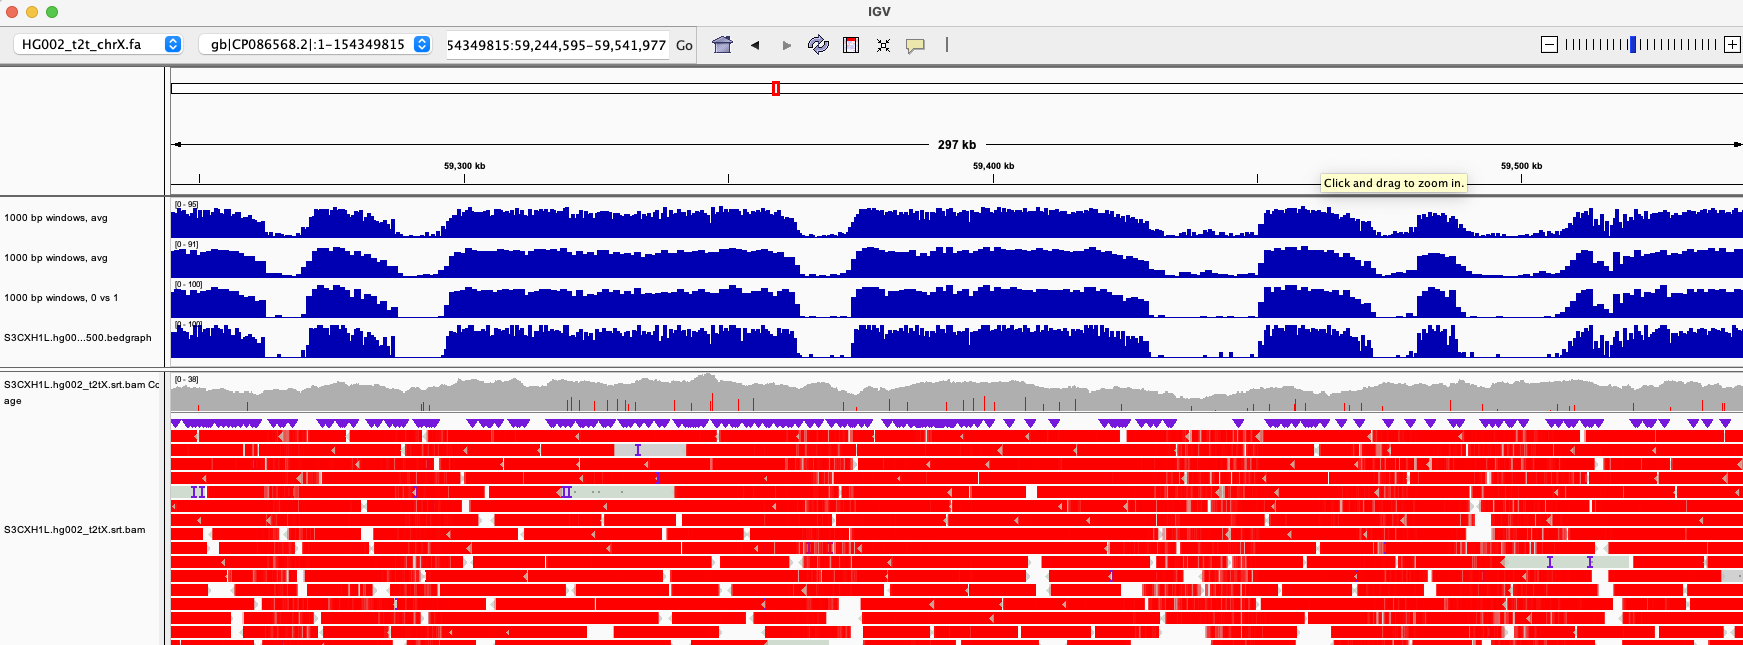 IGV
HG002_t2t_chrX.fa
gb|CP086568.2|:1-154349815
54349815:59,244,595-59,541,977
Go
297 kb
59,300 kb
59,400 kb
59,500 kb
Click and drag to zoom in.
1000 bp windows, avg
[0 - 95]
1000 bp windows, avg
[0 - 91]
1000 bp windows, 0 vs 1
[0 - 100]
S3CXH1L.hg00...500.bedgraph
[0 - 100]
S3CXH1L.hg002_t2tX.srt.bam Cc
age
[0 - 38]
S3CXH1L.hg002_t2tX.srt.bam